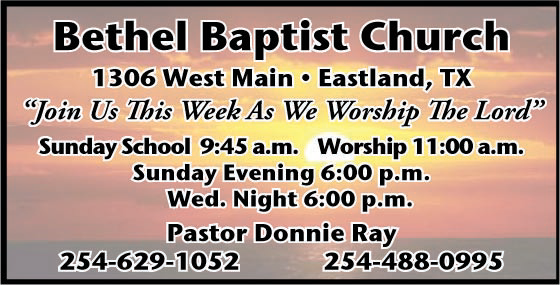 Bethel Baptist Church
1306 West Main • Eastland, TX
“Join Us This Week As We Worship The Lord”
Sunday School 9:45 a.m. Worship 11:00 a.m.
Sunday Evening 6:00 p.m.
Wed. Night 6:00 p.m.
Pastor Donnie Ray
254-629-1052 254-488-0995